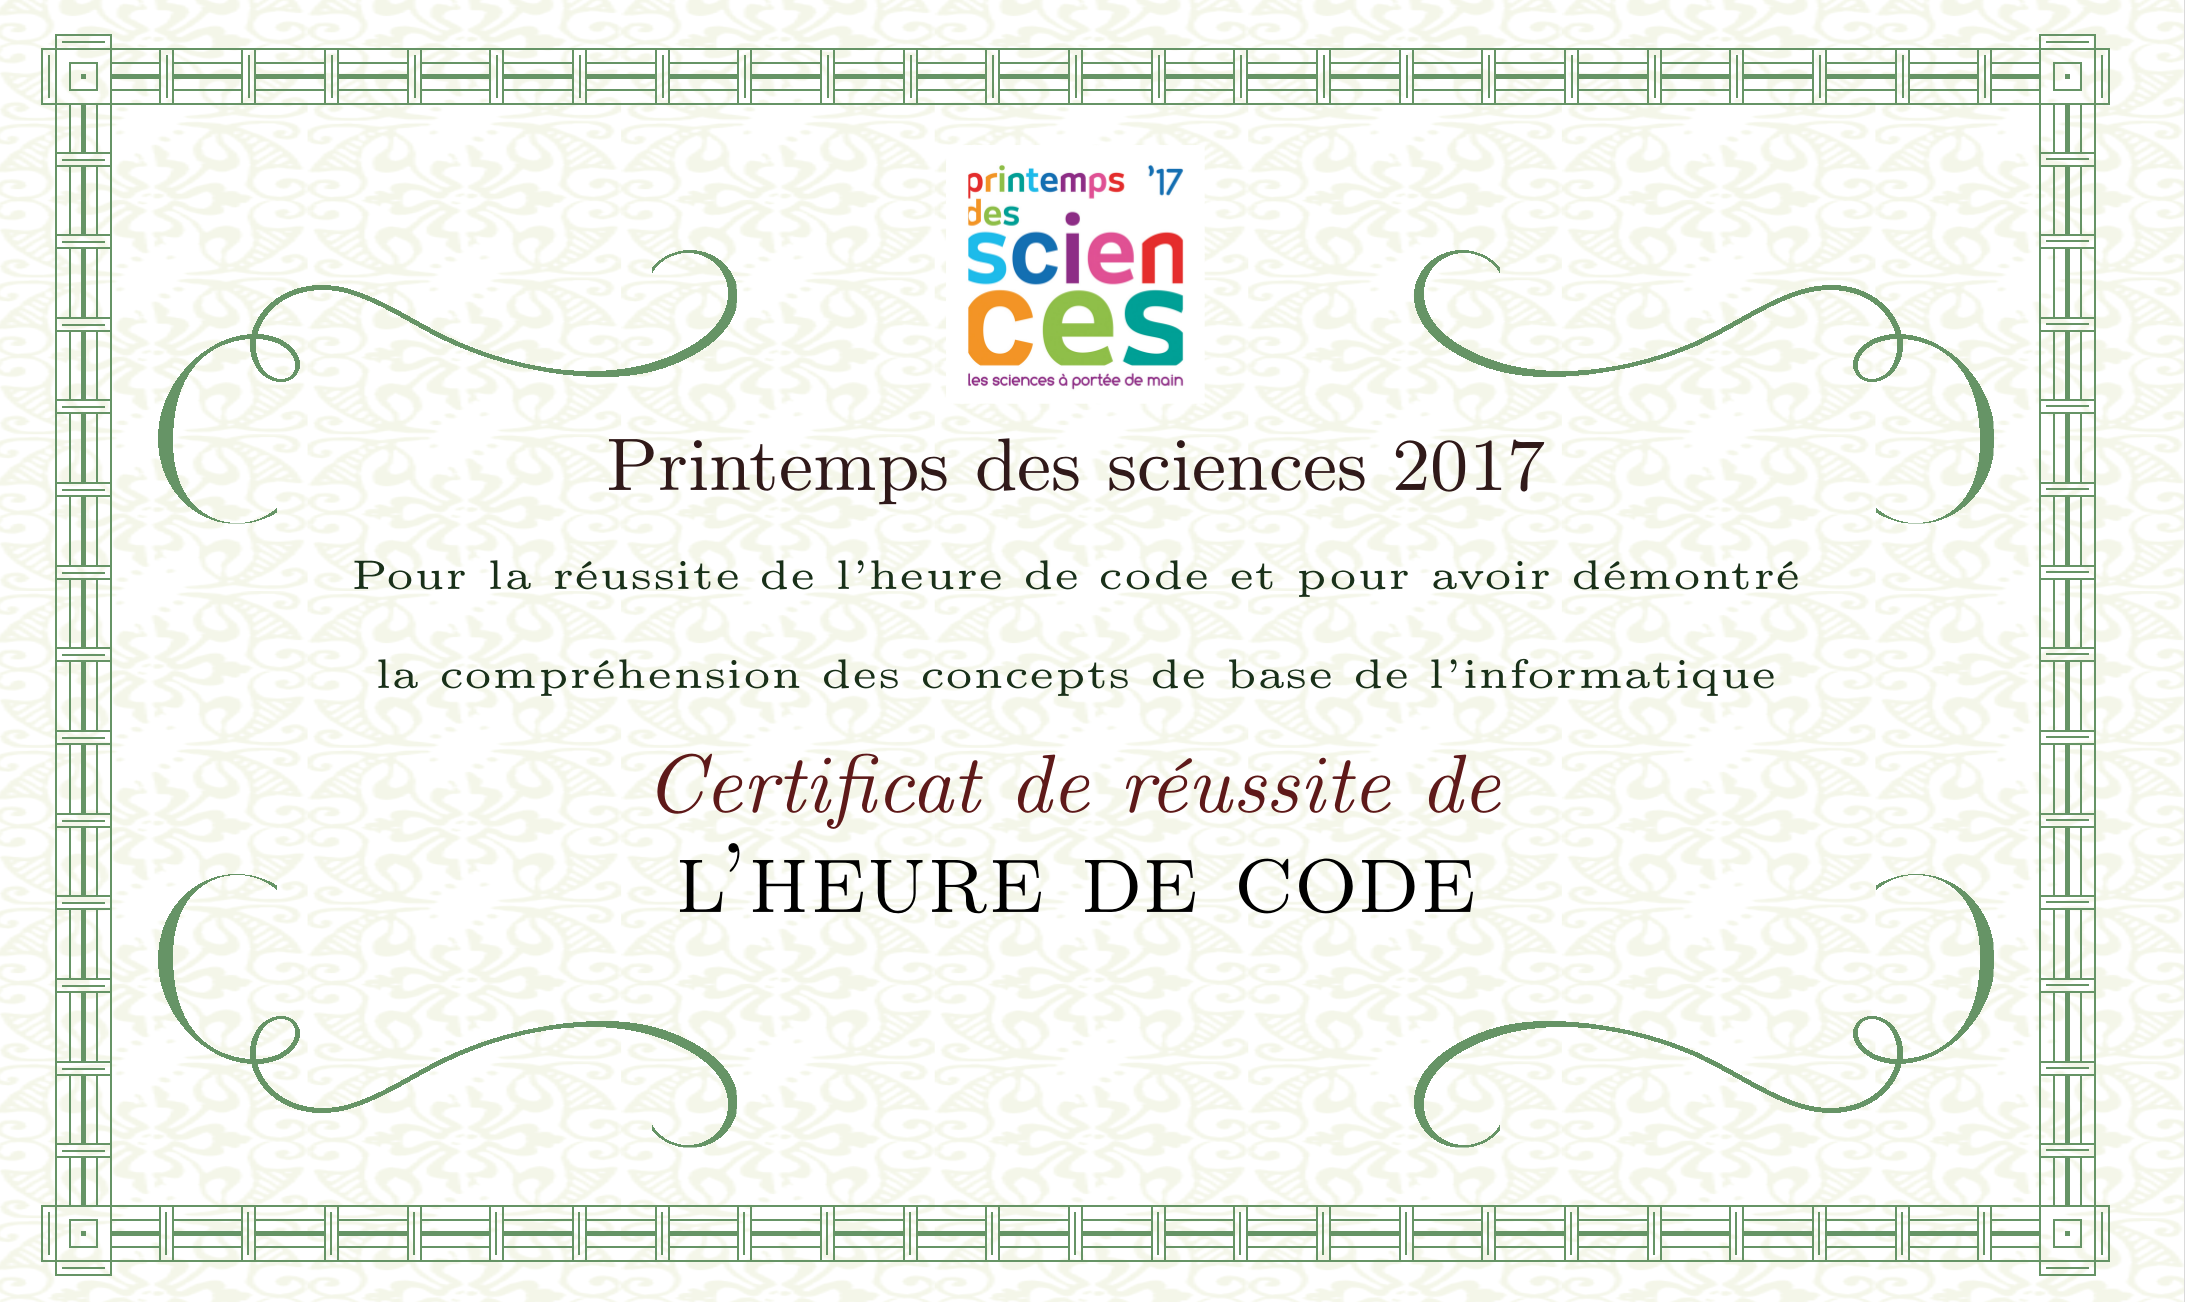 printemps '17
des
scien
ces
les sciences à portée de main
Printemps des sciences 2017
Pour la réussite de l'heure de code et pour avoir démontré
la compréhension des concepts de base de l'informatique
Certificat de réussite de
L'HEURE DE CODE